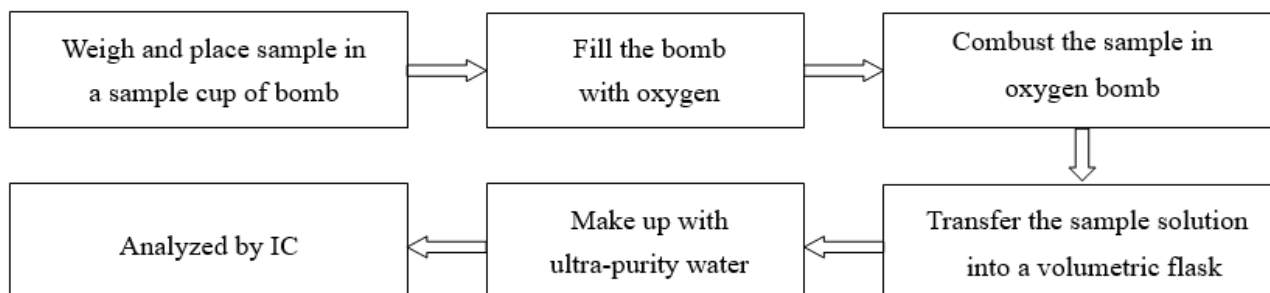 Weigh and place sample in
a sample cup of bomb
Fill the bomb
with oxygen
Combust the sample in
oxygen bomb
Transfer the sample solution
into a volumetric flask
Make up with
ultra-purity water
Analyzed by IC